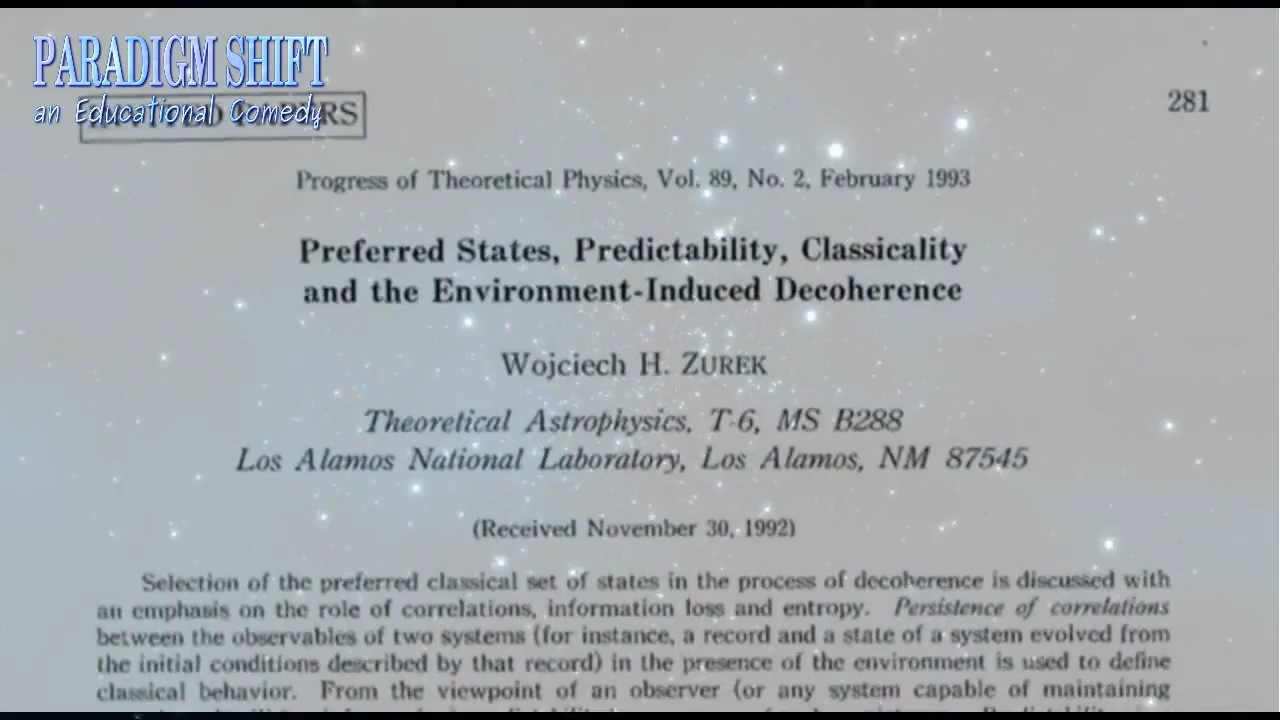 PARADIGM SHIFT
an Educational Comedy
281
Progress of Theoretical Physics, Vol. 89, No. 2, February 1993
Preferred States, Predictability, Classicality
and the Environment-Induced Decoherence
Wojciech H. ZUREK
Theoretical Astrophysics, T-6, MS B288
Los Alamos National Laboratory, Los Alamos, NM 87545
(Received November 30, 1992)
Selection of the preferred classical set of states in the process of decoherence is discussed with
an emphasis on the role of correlations, information loss and entropy. Persistence of correlations
between the observables of two systems (for instance, a record and a state of a system evolved from
the initial conditions described by that record) in the presence of the environment is used to define
classical behavior. From the viewpoint of an observer (or any system capable of maintaining